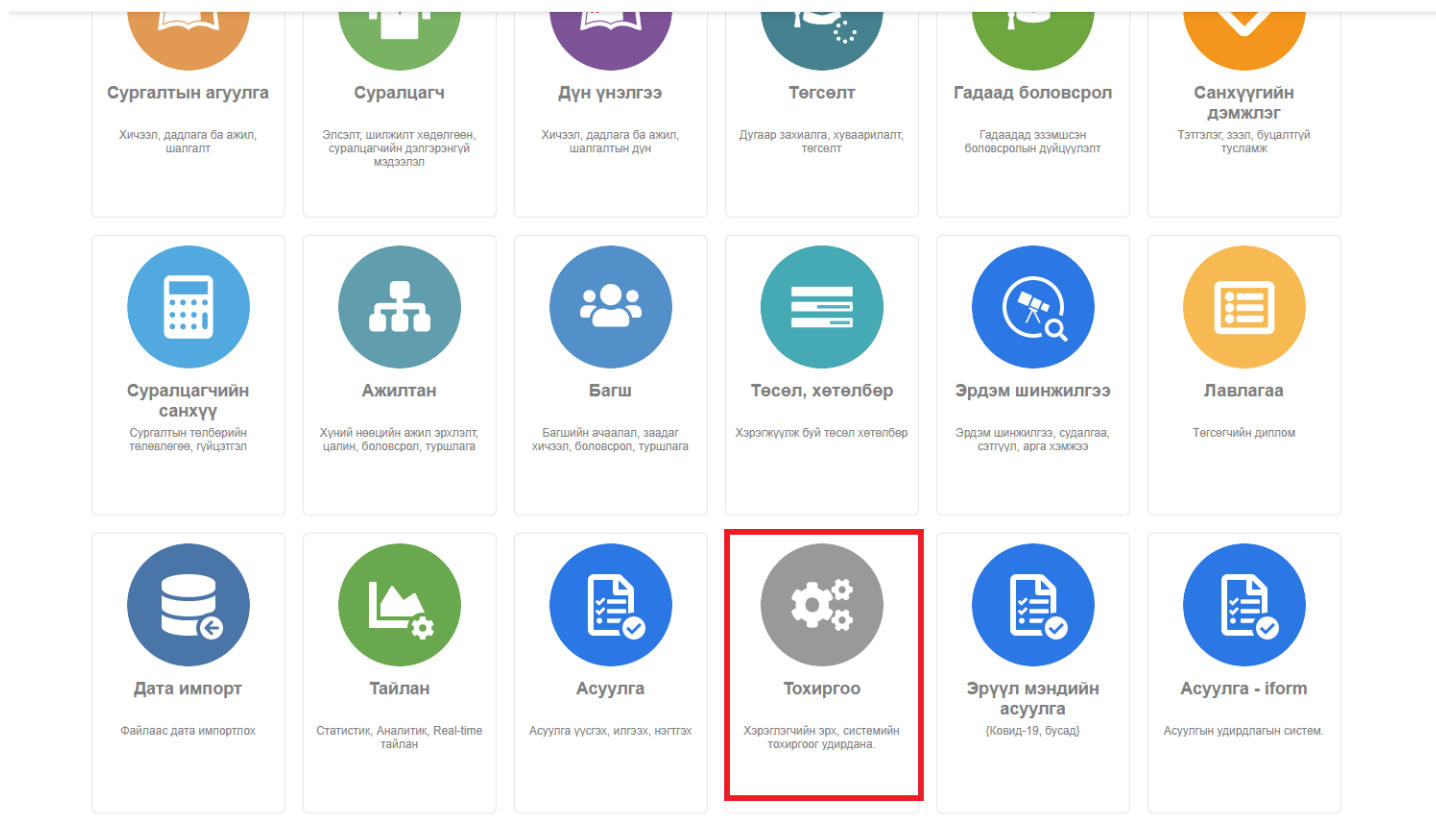 Сургалтын агуулга
Хичээл, дадлага ба ажил,
шалгалт
Суралцагч
Элсэлт, шилжилт хөдөлгөөн,
суралцагчийн дэлгэрэнгүй
мэдээлэл
Дүн үнэлгээ
Хичээл, дадлага ба ажил,
шалгалтын дүн
Төгсөлт
Дугаар захиалга, хуваарилалт,
төгсөлт
Гадаад боловсрол
Гадаадад эзэмшсэн
боловсролын дүйцүүлэлт
Санхүүгийн
дэмжлэг
Тэтгэлэг, зээл, буцалтгүй
тусламж
Суралцагчийн
санхүү
Сургалтын төлбөрийн
төлөвлөгөө, гүйцэтгэл
Ажилтан
Хүний нөөцийн ажил эрхлэлт,
цалин, боловсрол, туршлага
Багш
Багшийн ачаалал, заадаг
хичээл, боловсрол, туршлага
Төсөл, хөтөлбөр
Хэрэгжүүлж буй төсөл хөтөлбөр
Эрдэм шинжилгээ
Эрдэм шинжилгээ, судалгаа,
сэтгүүл, арга хэмжээ
Лавлагаа
Төгсөгчийн диплом
Дата импорт
Файлаас дата импортлох
Тайлан
Статистик, Аналитик, Real-time
тайлан
Асуулга
Асуулга үүсгэх, илгээх, нэгтгэх
Тохиргоо
Хэрэглэгчийн эрх, системийн
тохиргоог удирдана.
Эрүүл мэндийн
асуулга
{Ковид-19, бусад}
Асуулга - iform
Асуулгын удирдлагын систем.